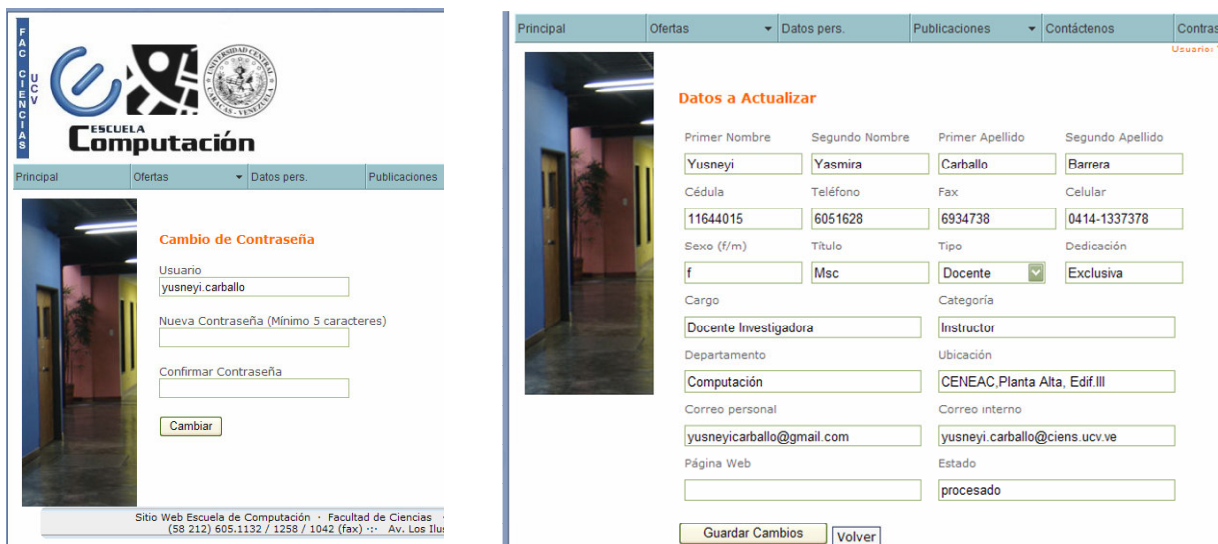 FAC CIENCIAS
UCV
UNIVERSIDAD CENTRAL
CARACAS - VENEZUELA
ESCUELA
Computación
Principal Ofertas Datos pers. Publicaciones
Cambio de Contraseña
Usuario
yusneyi.carballo
Nueva Contraseña (Mínimo 5 caracteres)
Confirmar Contraseña
Cambiar
Sitio Web Escuela de Computación · Facultad de Ciencias ·
(58 212) 605.1132 / 1258 / 1042 (fax) ·:· Av. Los Ilus
Principal Ofertas Datos pers. Publicaciones Contáctenos Contras
Usuario:
Datos a Actualizar
Primer Nombre Segundo Nombre Primer Apellido Segundo Apellido
Yusneyi Yasmira Carballo Barrera
Cédula Teléfono Fax Celular
11644015 6051628 6934738 0414-1337378
Sexo (f/m) Título Tipo Dedicación
f Msc Docente Exclusiva
Cargo Categoría
Docente Investigadora Instructor
Departamento Ubicación
Computación CENEAC,Planta Alta, Edif.III
Correo personal Correo interno
yusneyicarballo@gmail.com yusneyi.carballo@ciens.ucv.ve
Página Web Estado
procesado
Guardar Cambios Volver